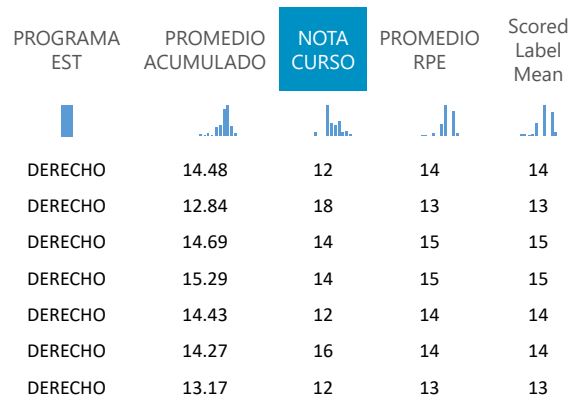 PROGRAMA EST PROMEDIO ACUMULADO NOTA CURSO PROMEDIO RPE Scored Label Mean
DERECHO 14.48 12 14 14
DERECHO 12.84 18 13 13
DERECHO 14.69 14 15 15
DERECHO 15.29 14 15 15
DERECHO 14.43 12 14 14
DERECHO 14.27 16 14 14
DERECHO 13.17 12 13 13